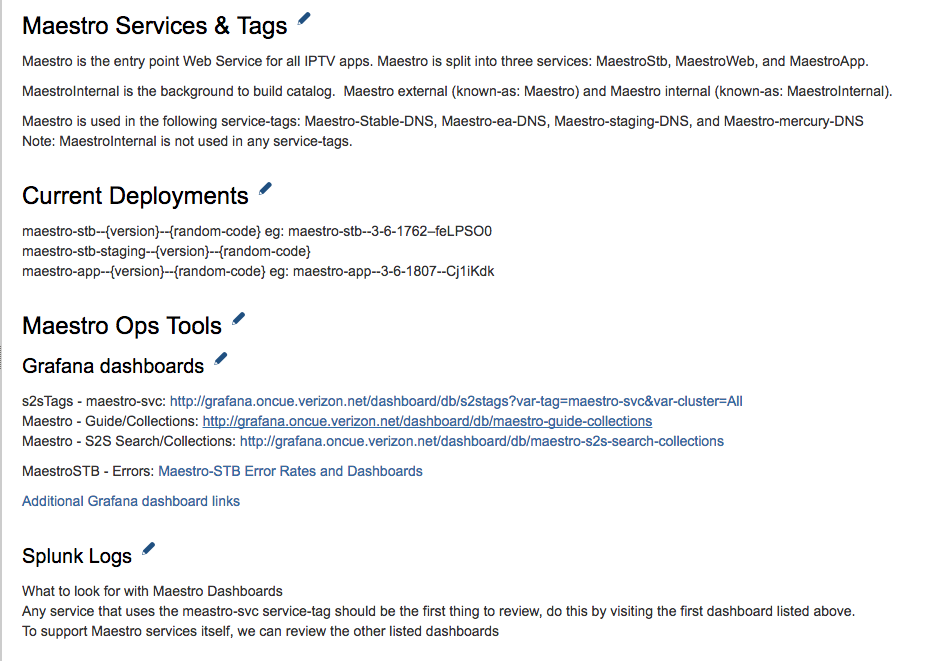 Maestro Services & Tags
Maestro is the entry point Web Service for all IPTV apps. Maestro is split into three services: MaestroStb, MaestroWeb, and MaestroApp.
MaestroInternal is the background to build catalog.  Maestro external (known-as: Maestro) and Maestro internal (known-as: MaestroInternal).
Maestro is used in the following service-tags: Maestro-Stable-DNS, Maestro-ea-DNS, Maestro-staging-DNS, and Maestro-mercury-DNS
Note: MaestroInternal is not used in any service-tags.
Current Deployments
maestro-stb--{version}--{random-code} eg: maestro-stb--3-6-1762–feLPSO0
maestro-stb-staging--{version}--{random-code}
maestro-app--{version}--{random-code} eg: maestro-app--3-6-1807--Cj1iKdk
Maestro Ops Tools
Grafana dashboards
s2sTags - maestro-svc: http://grafana.oncue.verizon.net/dashboard/db/s2stags?var-tag=maestro-svc&var-cluster=All
Maestro - Guide/Collections: http://grafana.oncue.verizon.net/dashboard/db/maestro-guide-collections
Maestro - S2S Search/Collections: http://grafana.oncue.verizon.net/dashboard/db/maestro-s2s-search-collections
MaestroSTB - Errors: Maestro-STB Error Rates and Dashboards
Additional Grafana dashboard links
Splunk Logs
What to look for with Maestro Dashboards
Any service that uses the meastro-svc service-tag should be the first thing to review, do this by visiting the first dashboard listed above.
To support Maestro services itself, we can review the other listed dashboards